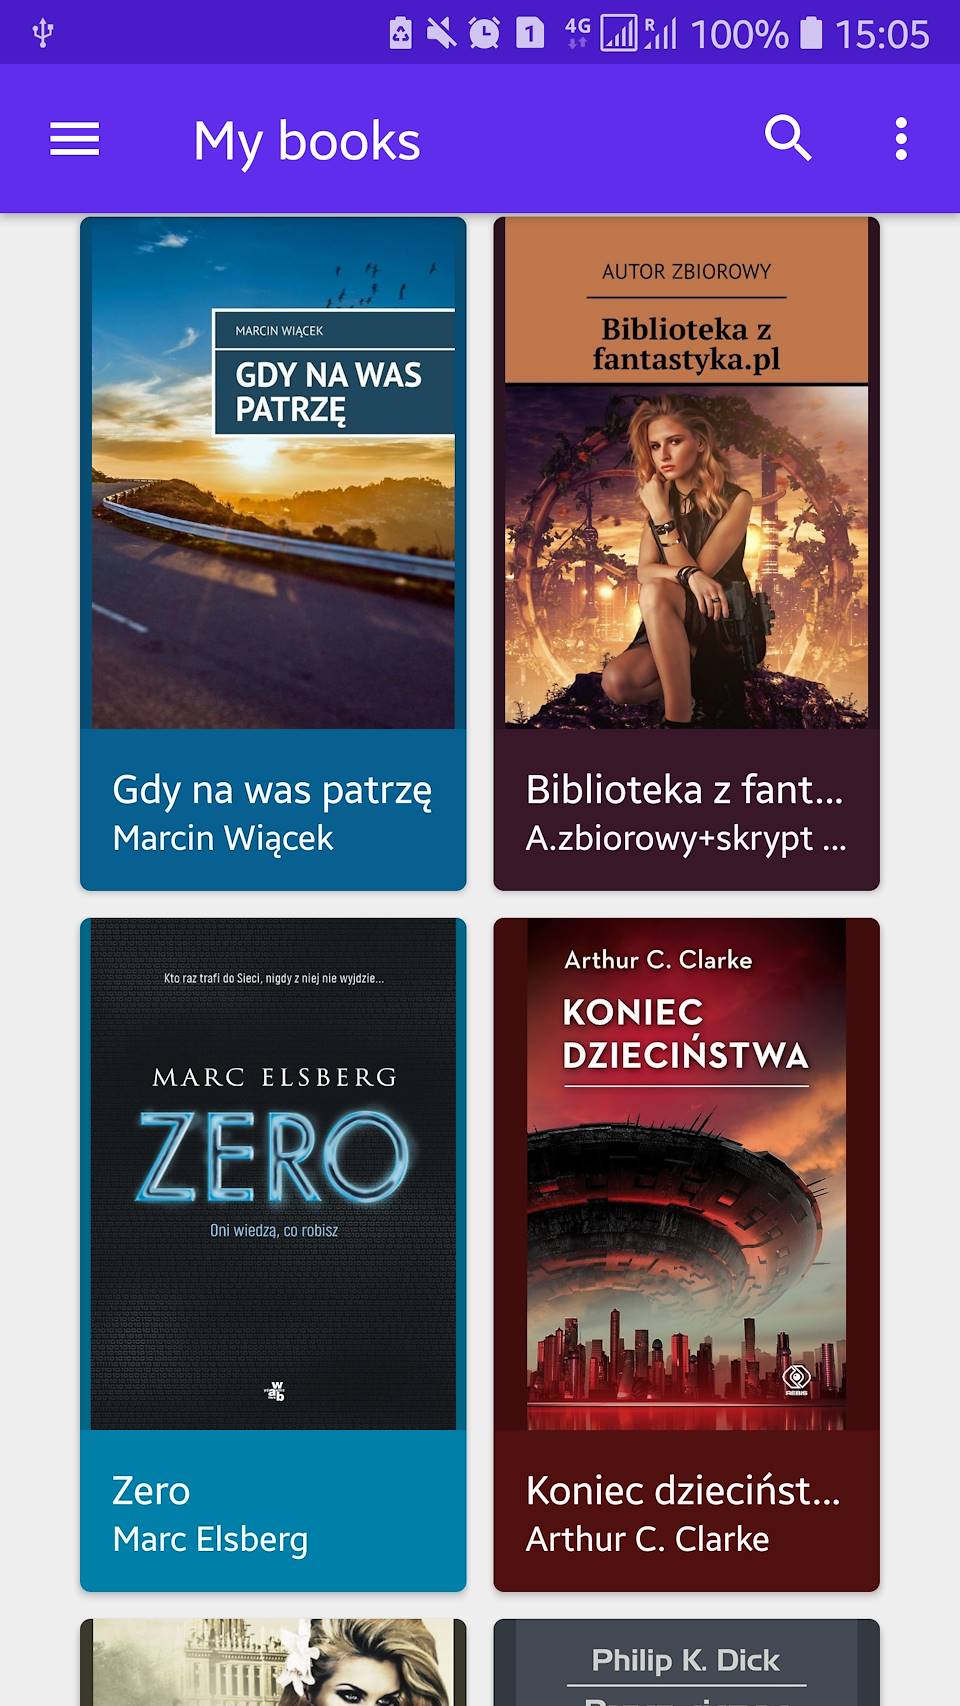 4G R 100% 15:05
1
My books
MARCIN WIĄCEK
GDY NA WAS
PATRZĘ
Gdy na was patrzę
Marcin Wiącek
AUTOR ZBIOROWY
Biblioteka z
fantastyka.pl
Biblioteka z fant...
A.zbiorowy+skrypt ...
Kto raz trafi do Sieci, nigdy z niej nie wyjdzie...
MARC ELSBERG
ZERO
Oni wiedzą, co robisz
w
ab
Zero
Marc Elsberg
Arthur C. Clarke
KONIEC
DZIECIŃSTWA
REBIS
Koniec dziecińst...
Arthur C. Clarke
Philip K. Dick